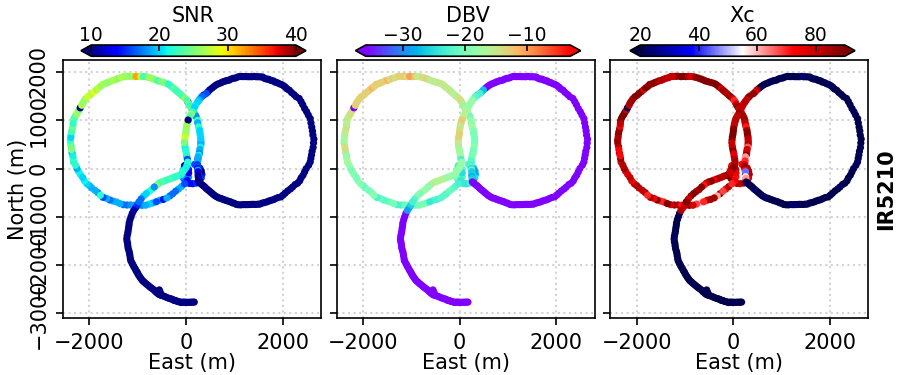 SNR DBV Xc
10 20 30 40 −30 −20 −10 20 40 60 80
North (m)
2000
1000
0
−1000
−2000
−3000
−2000 0 2000 −2000 0 2000 −2000 0 2000
East (m) East (m) East (m)
IR5210